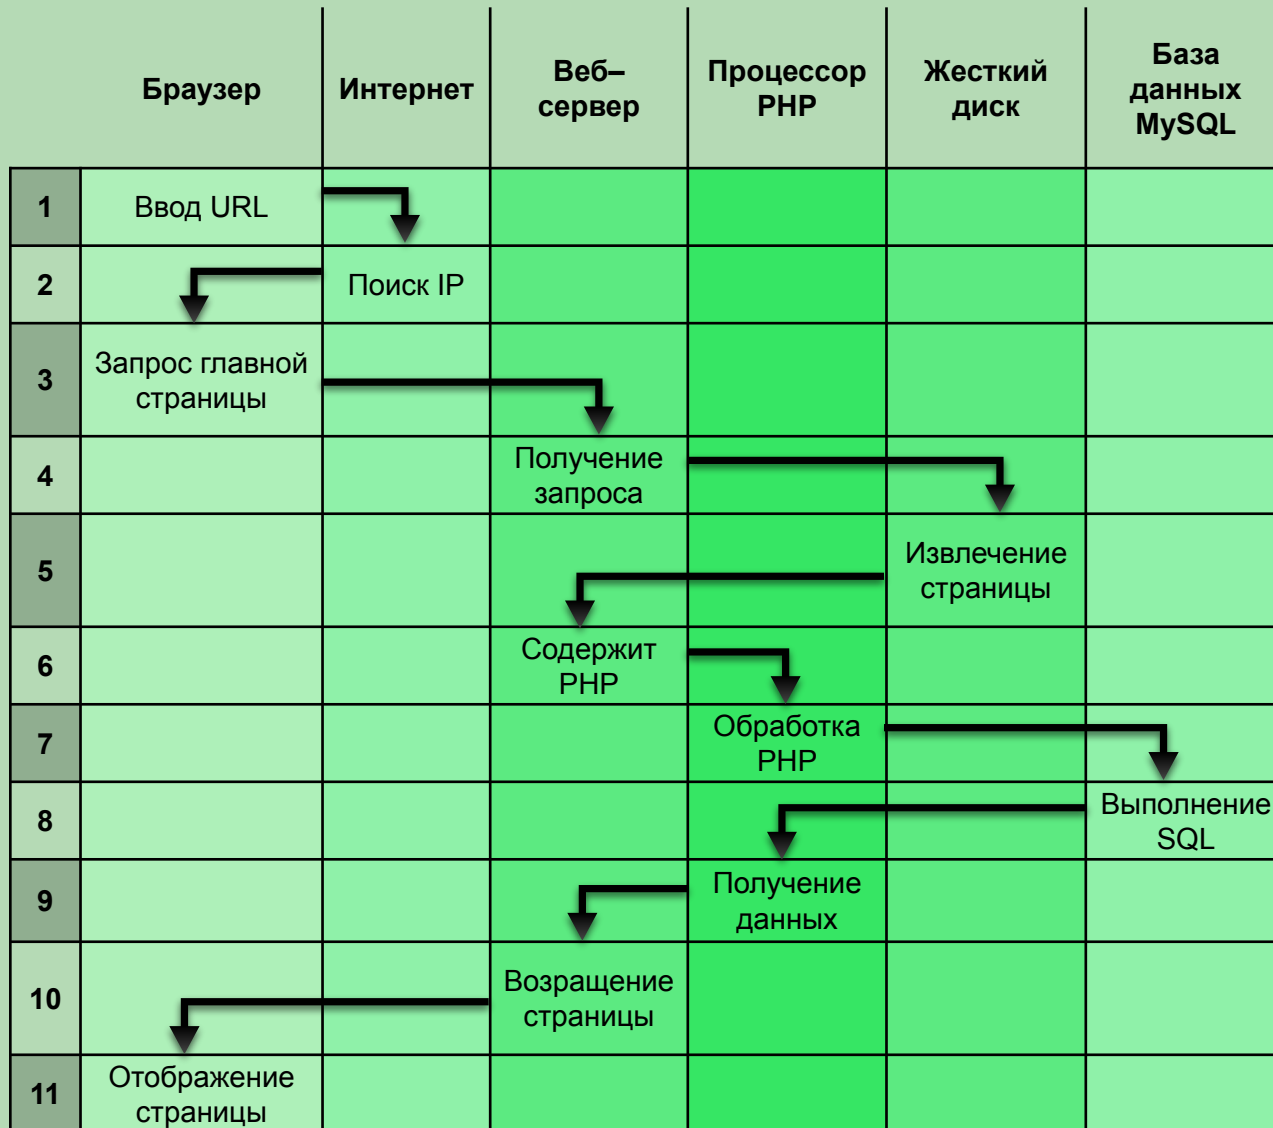 Браузер
Интернет
Веб–
сервер
Процессор
PHP
Жесткий
диск
База
данных
MySQL
1
Ввод URL
2
Поиск IP
3
Запрос главной
страницы
4
Получение
запроса
5
Извлечение
страницы
6
Содержит
PHP
7
Обработка
PHP
8
Выполнение
SQL
9
Получение
данных
10
Возращение
страницы
11
Отображение
страницы